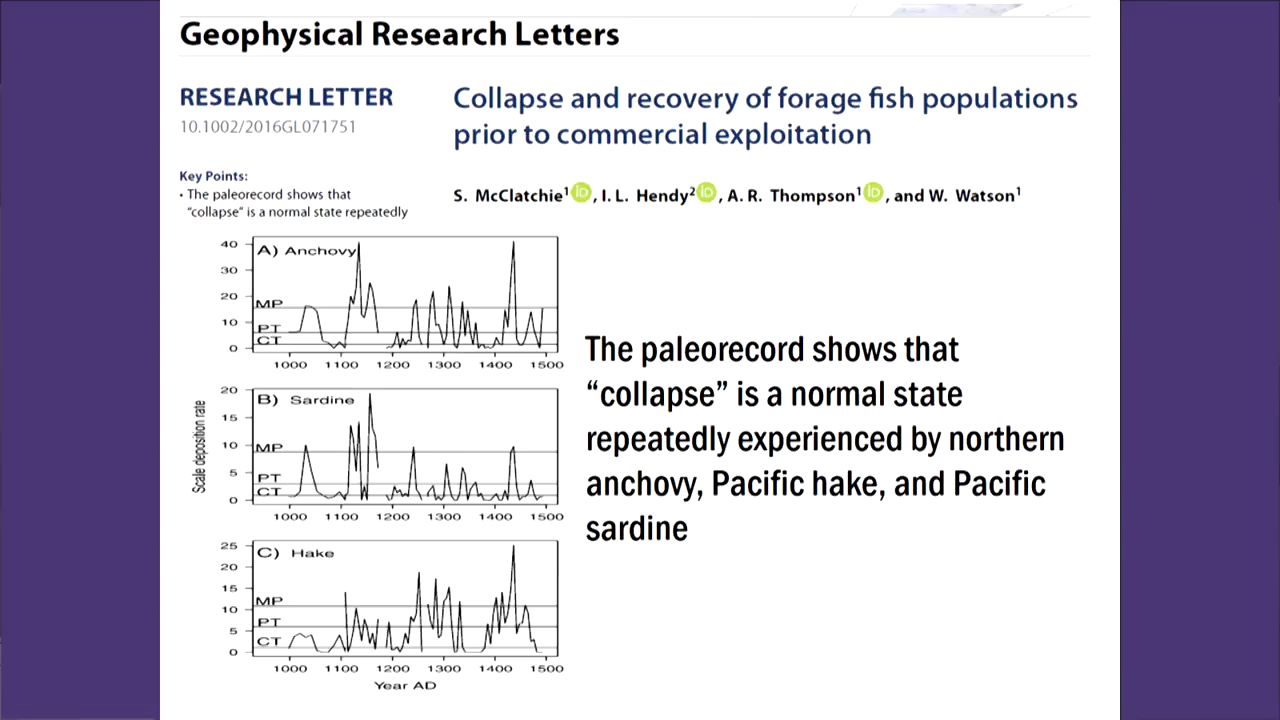 Geophysical Research Letters
RESEARCH LETTER
10.1002/2016GL071751
Collapse and recovery of forage fish populations
prior to commercial exploitation
Key Points:
• The paleorecord shows that
“collapse” is a normal state repeatedly
S. McClatchie1 iD, I. L. Hendy2 iD, A. R. Thompson1 iD, and W. Watson1
A) Anchovy
40
30
20
10
0
MP
PT
CT
1000 1100 1200 1300 1400 1500
B) Sardine
20
15
10
5
0
MP
PT
CT
1000 1100 1200 1300 1400 1500
Scale deposition rate
C) Hake
25
20
15
10
5
0
MP
PT
CT
1000 1100 1200 1300 1400 1500
Year AD
The paleorecord shows that
“collapse” is a normal state
repeatedly experienced by northern
anchovy, Pacific hake, and Pacific
sardine